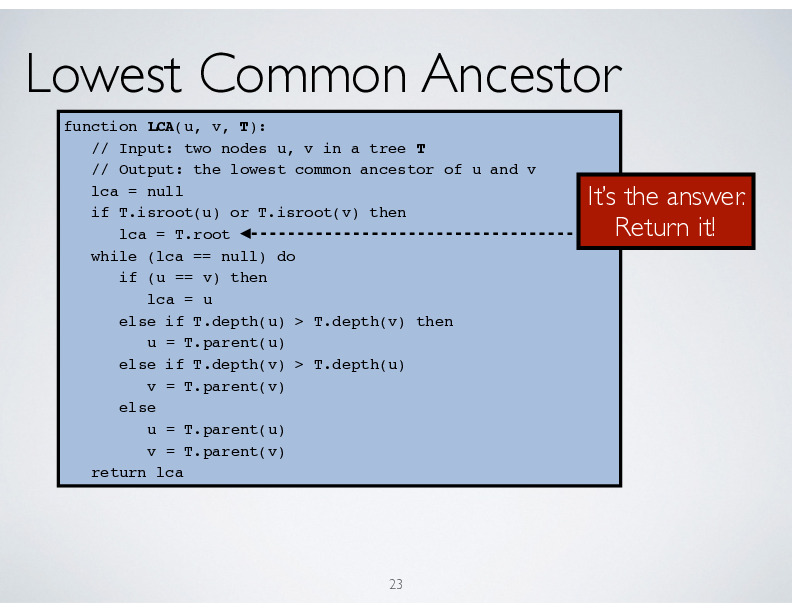 Lowest Common Ancestor
function LCA(u, v, T):
// Input: two nodes u, v in a tree T
// Output: the lowest common ancestor of u and v
lca = null
if T.isroot(u) or T.isroot(v) then
lca = T.root
while (lca == null) do
if (u == v) then
lca = u
else if T.depth(u) > T.depth(v) then
u = T.parent(u)
else if T.depth(v) > T.depth(u)
v = T.parent(v)
else
u = T.parent(u)
v = T.parent(v)
return lca
It's the answer.
Return it!
23